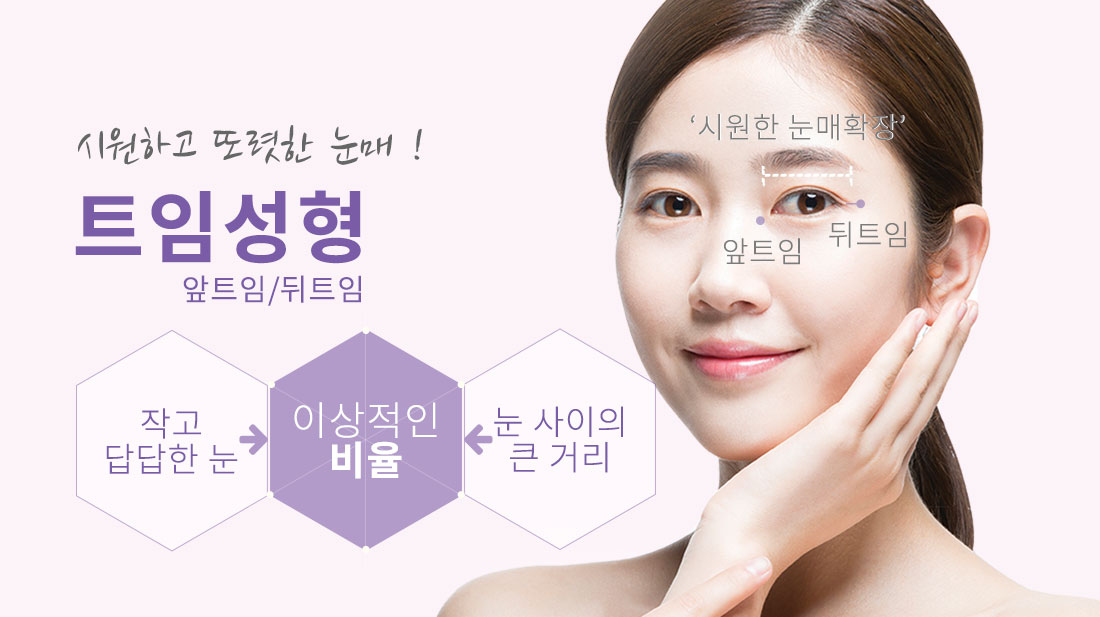 시원하고 또렷한 눈매 !
트임성형
앞트임/뒤트임
작고
답답한 눈
이상적인
비율
눈 사이의
큰 거리
‘시원한 눈매확장’
앞트임
뒤트임